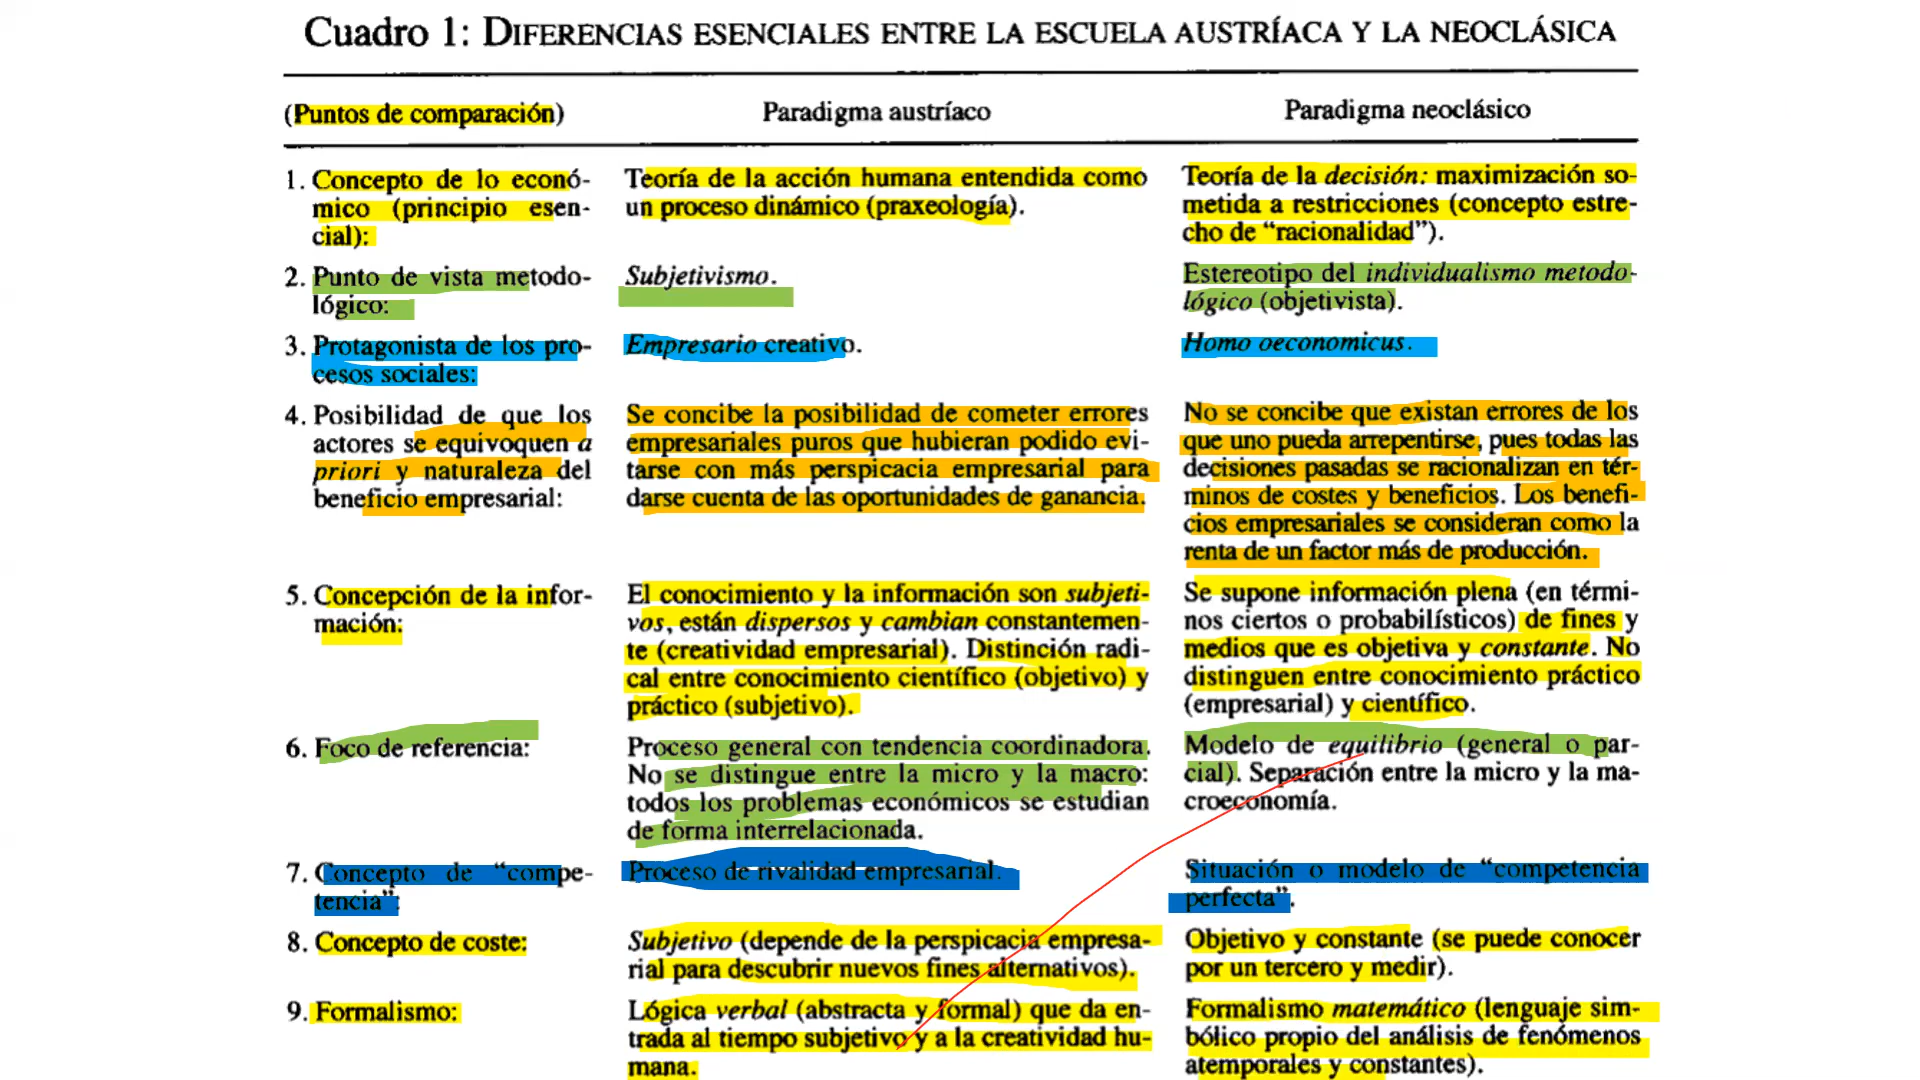 Cuadro 1: DIFERENCIAS ESENCIALES ENTRE LA ESCUELA AUSTRÍACA Y LA NEOCLÁSICA
(Puntos de comparación)
Paradigma austríaco
Paradigma neoclásico
1. Concepto de lo econó-
mico (principio esen-
cial):
Teoría de la acción humana entendida como
un proceso dinámico (praxeología).
Teoría de la decisión: maximización so-
metida a restricciones (concepto estre-
cho de “racionalidad”).
2. Punto de vista metodo-
lógico:
Subjetivismo.
Estereotipo del individualismo metodo-
lógico (objetivista).
3. Protagonista de los pro-
cesos sociales:
Empresario creativo.
Homo oeconomicus.
4. Posibilidad de que los
actores se equivoquen a
priori y naturaleza del
beneficio empresarial:
Se concibe la posibilidad de cometer errores
empresariales puros que hubieran podido evi-
tarse con más perspicacia empresarial para
darse cuenta de las oportunidades de ganancia.
No se concibe que existan errores de los
que uno pueda arrepentirse, pues todas las
decisiones pasadas se racionalizan en tér-
minos de costes y beneficios. Los benefi-
cios empresariales se consideran como la
renta de un factor más de producción.
5. Concepción de la infor-
mación:
El conocimiento y la información son subjeti-
vos, están dispersos y cambian constantemen-
te (creatividad empresarial). Distinción radi-
cal entre conocimiento científico (objetivo) y
práctico (subjetivo).
Se supone información plena (en térmi-
nos ciertos o probabilísticos) de fines y
medios que es objetiva y constante. No
distinguen entre conocimiento práctico
(empresarial) y científico.
6. Foco de referencia:
Proceso general con tendencia coordinadora.
No se distingue entre la micro y la macro:
todos los problemas económicos se estudian
de forma interrelacionada.
Modelo de equilibrio (general o par-
cial). Separación entre la micro y la ma-
croeconomía.
7. Concepto de “compe-
tencia”:
Proceso de rivalidad empresarial.
Situación o modelo de “competencia
perfecta”.
8. Concepto de coste:
Subjetivo (depende de la perspicacia empresa-
rial para descubrir nuevos fines alternativos).
Objetivo y constante (se puede conocer
por un tercero y medir).
9. Formalismo:
Lógica verbal (abstracta y formal) que da en-
trada al tiempo subjetivo y a la creatividad hu-
mana.
Formalismo matemático (lenguaje sim-
bólico propio del análisis de fenómenos
atemporales y constantes).